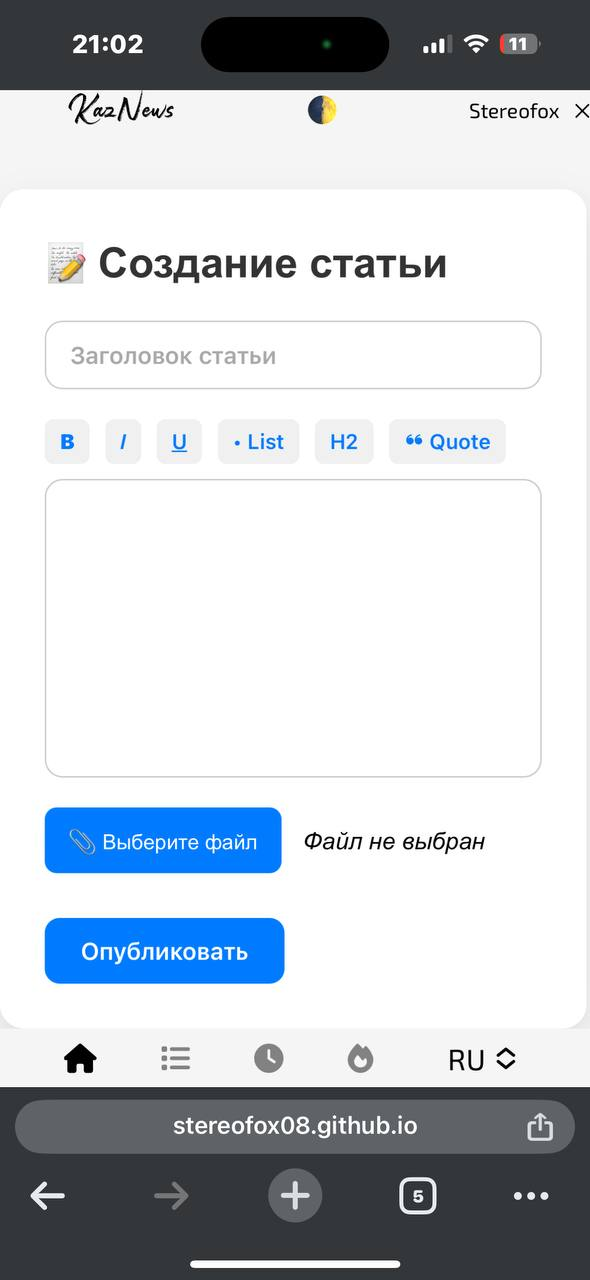 21:02
11
KazNews
Stereofox
Создание статьи
Заголовок статьи
B I U • List H2 ❝ Quote
Выберите файл Файл не выбран
Опубликовать
RU
stereofox08.github.io
5